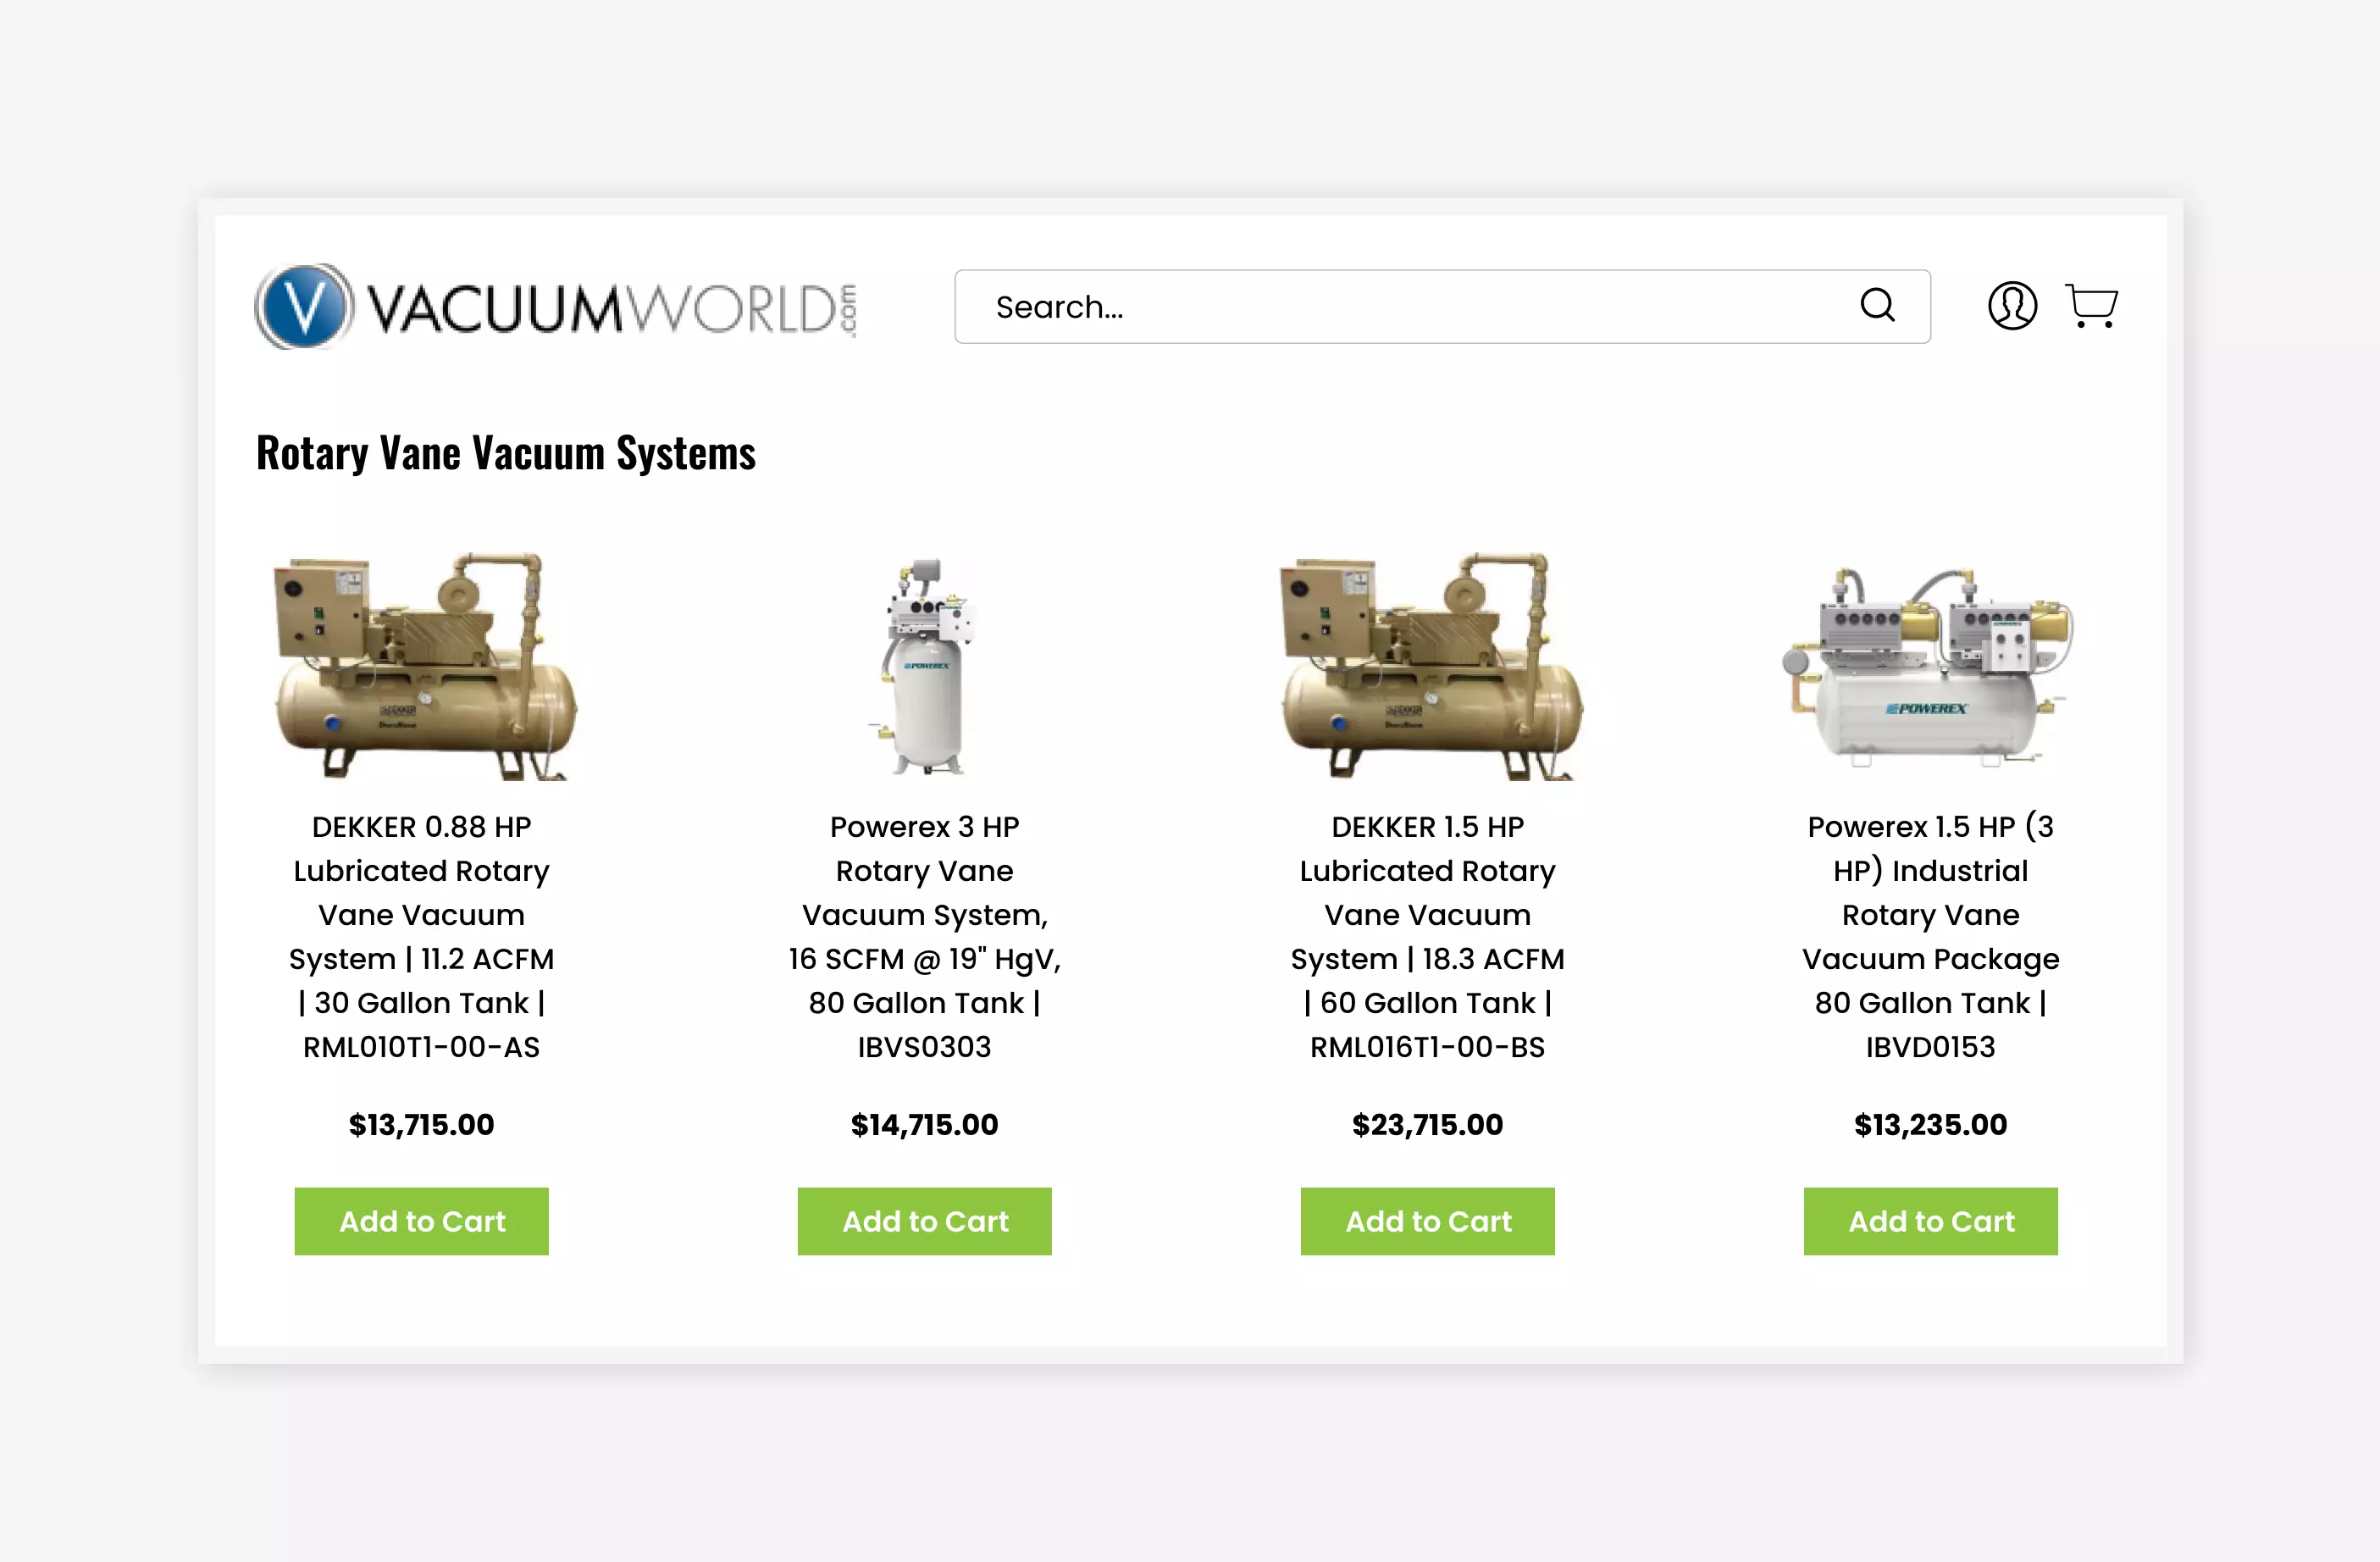 V VACUUMWORLD.com
Search...
Rotary Vane Vacuum Systems
POWEREX
POWEREX
DEKKER 0.88 HP
Lubricated Rotary
Vane Vacuum
System | 11.2 ACFM
| 30 Gallon Tank |
RML010T1-00-AS
$13,715.00
Add to Cart
Powerex 3 HP
Rotary Vane
Vacuum System,
16 SCFM @ 19" HgV,
80 Gallon Tank |
IBVS0303
$14,715.00
Add to Cart
DEKKER 1.5 HP
Lubricated Rotary
Vane Vacuum
System | 18.3 ACFM
| 60 Gallon Tank |
RML016T1-00-BS
$23,715.00
Add to Cart
Powerex 1.5 HP (3
HP) Industrial
Rotary Vane
Vacuum Package
80 Gallon Tank |
IBVD0153
$13,235.00
Add to Cart